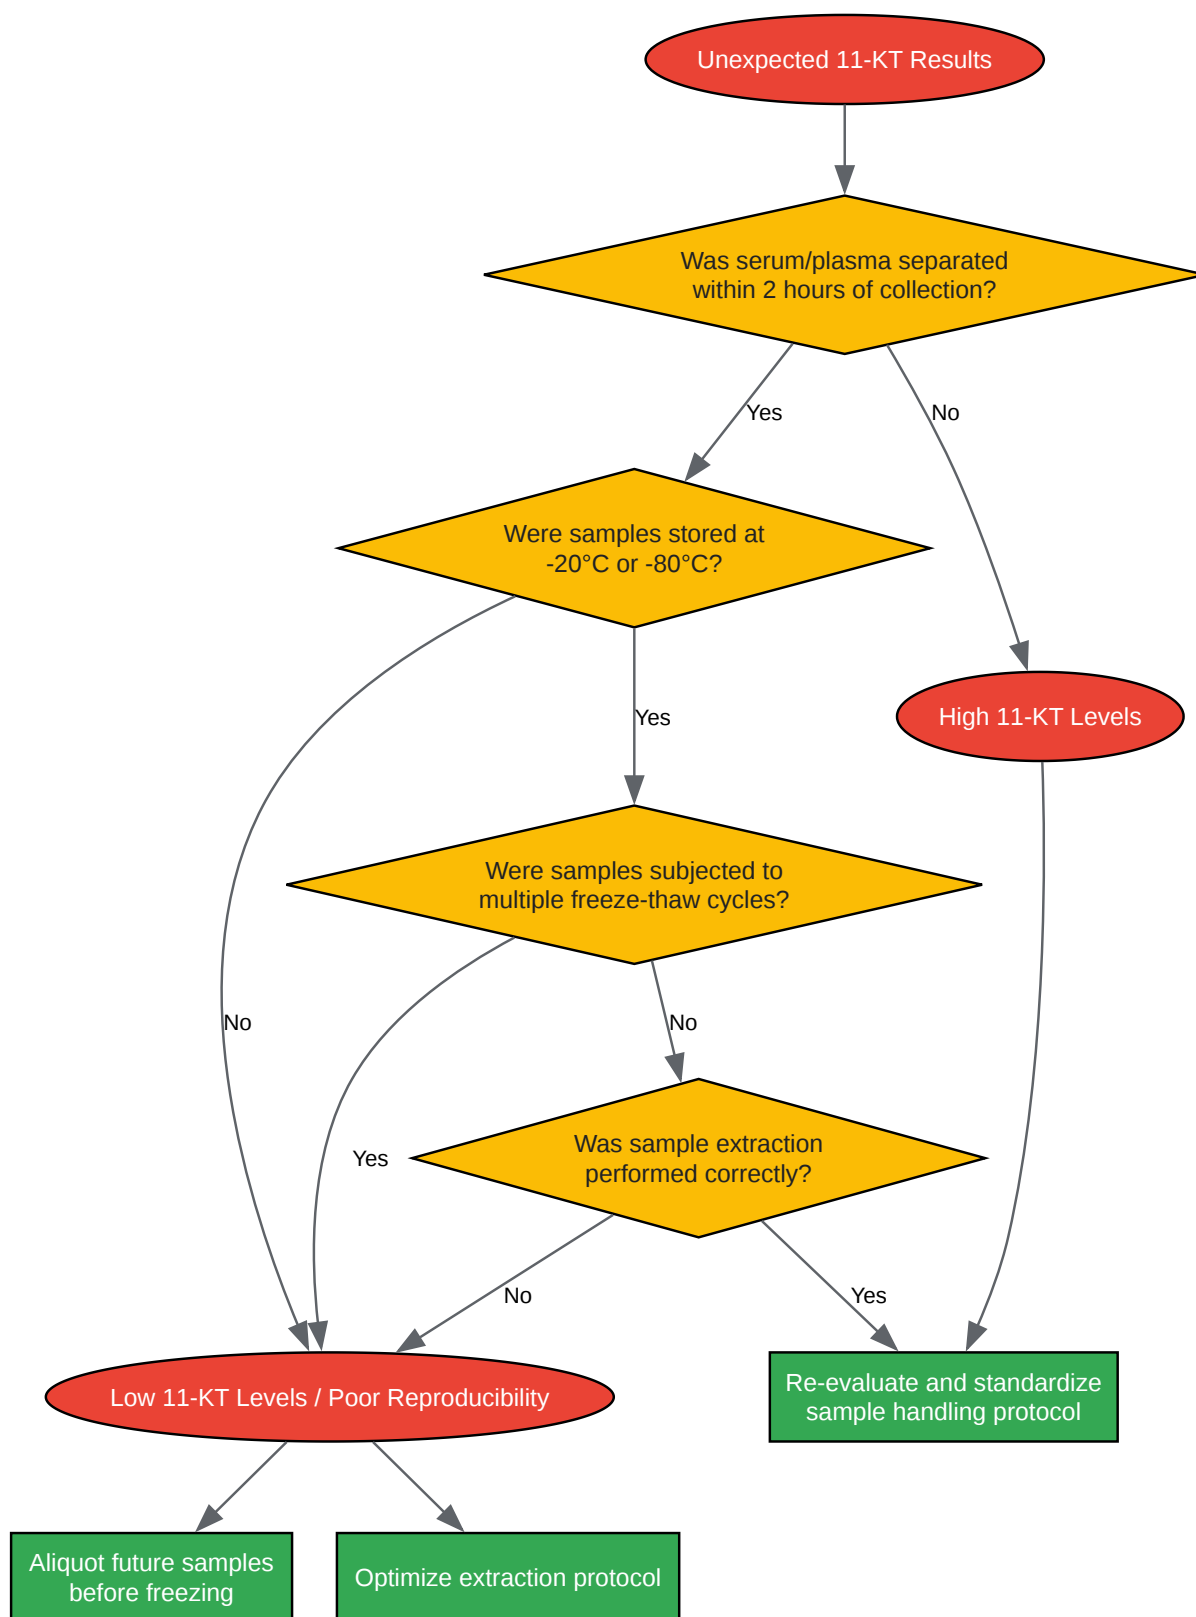 Unexpected 11-KT Results
Was serum/plasma separated
within 2 hours of collection?
Yes
No
Were samples stored at
-20°C or -80°C?
Yes
High 11-KT Levels
Were samples subjected to
multiple freeze-thaw cycles?
No
No
Was sample extraction
performed correctly?
Yes
No
Yes
Low 11-KT Levels / Poor Reproducibility
Re-evaluate and standardize
sample handling protocol
Aliquot future samples
before freezing
Optimize extraction protocol